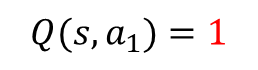 Q(s, a₁) = 1